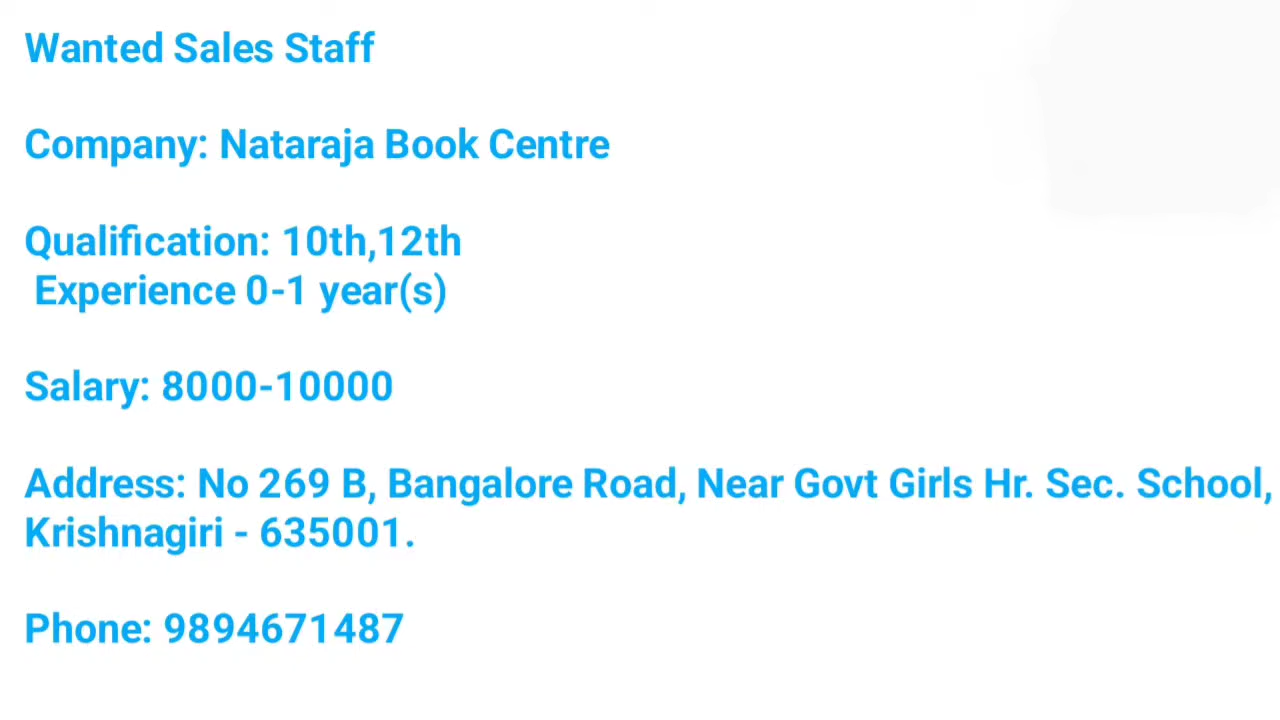 Wanted Sales Staff
Company: Nataraja Book Centre
Qualification: 10th,12th
Experience 0-1 year(s)
Salary: 8000-10000
Address: No 269 B, Bangalore Road, Near Govt Girls Hr. Sec. School,
Krishnagiri - 635001.
Phone: 9894671487